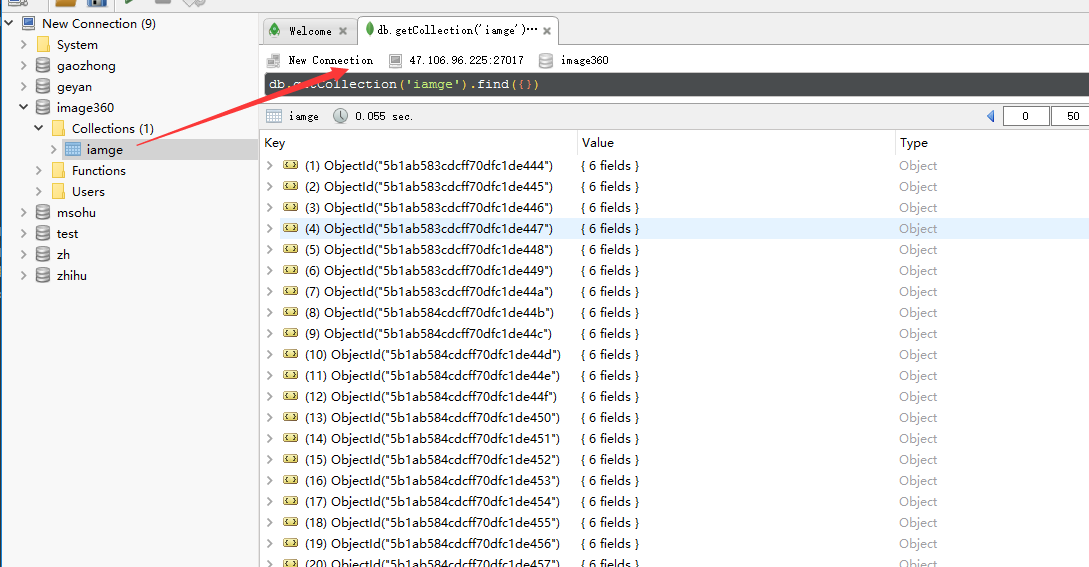 New Connection (9)
System
gaozhong
geyan
image360
Collections (1)
iamge
Functions
Users
msohu
test
zh
zhihu
Welcome
db.getCollection('iamge')⋯
New Connection 47.106.96.225:27017 image360
db.getCollection('iamge').find({})
iamge 0.055 sec. 0 50
Key Value Type
(1) ObjectId("5b1ab583cdcff70dfc1de444") { 6 fields } Object
(2) ObjectId("5b1ab583cdcff70dfc1de445") { 6 fields } Object
(3) ObjectId("5b1ab583cdcff70dfc1de446") { 6 fields } Object
(4) ObjectId("5b1ab583cdcff70dfc1de447") { 6 fields } Object
(5) ObjectId("5b1ab583cdcff70dfc1de448") { 6 fields } Object
(6) ObjectId("5b1ab583cdcff70dfc1de449") { 6 fields } Object
(7) ObjectId("5b1ab583cdcff70dfc1de44a") { 6 fields } Object
(8) ObjectId("5b1ab584cdcff70dfc1de44b") { 6 fields } Object
(9) ObjectId("5b1ab584cdcff70dfc1de44c") { 6 fields } Object
(10) ObjectId("5b1ab584cdcff70dfc1de44d") { 6 fields } Object
(11) ObjectId("5b1ab584cdcff70dfc1de44e") { 6 fields } Object
(12) ObjectId("5b1ab584cdcff70dfc1de44f") { 6 fields } Object
(13) ObjectId("5b1ab584cdcff70dfc1de450") { 6 fields } Object
(14) ObjectId("5b1ab584cdcff70dfc1de451") { 6 fields } Object
(15) ObjectId("5b1ab584cdcff70dfc1de452") { 6 fields } Object
(16) ObjectId("5b1ab584cdcff70dfc1de453") { 6 fields } Object
(17) ObjectId("5b1ab584cdcff70dfc1de454") { 6 fields } Object
(18) ObjectId("5b1ab584cdcff70dfc1de455") { 6 fields } Object
(19) ObjectId("5b1ab584cdcff70dfc1de456") { 6 fields } Object
(20) ObjectId("5b1ab584cdcff70dfc1de457") { 6 fields } Object